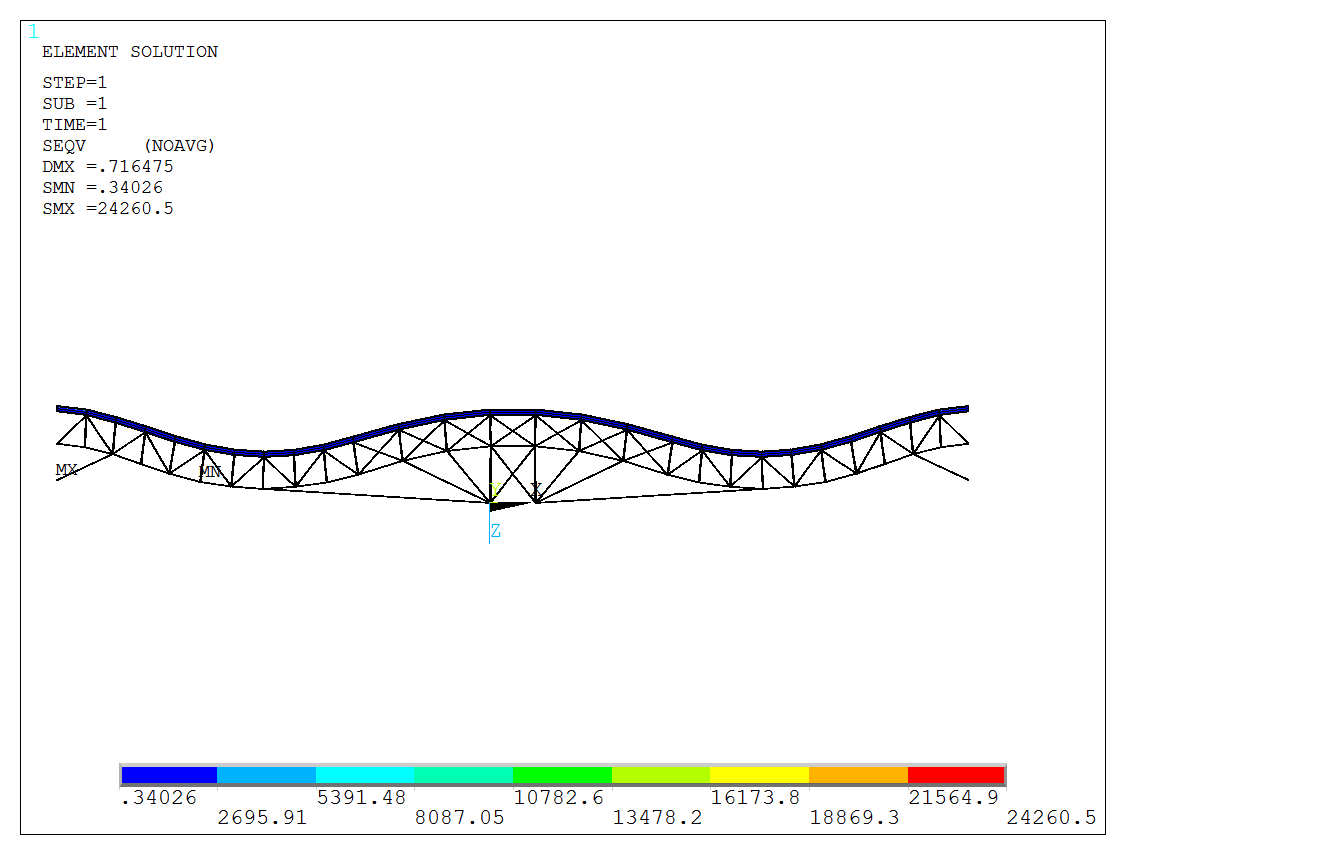 1
ELEMENT SOLUTION
STEP=1
SUB =1
TIME=1
SEQV (NOAVG)
DMX =.716475
SMN =.34026
SMX =24260.5
MX
MN
Y
X
Z
.34026 5391.48 10782.6 16173.8 21564.9
2695.91 8087.05 13478.2 18869.3 24260.5